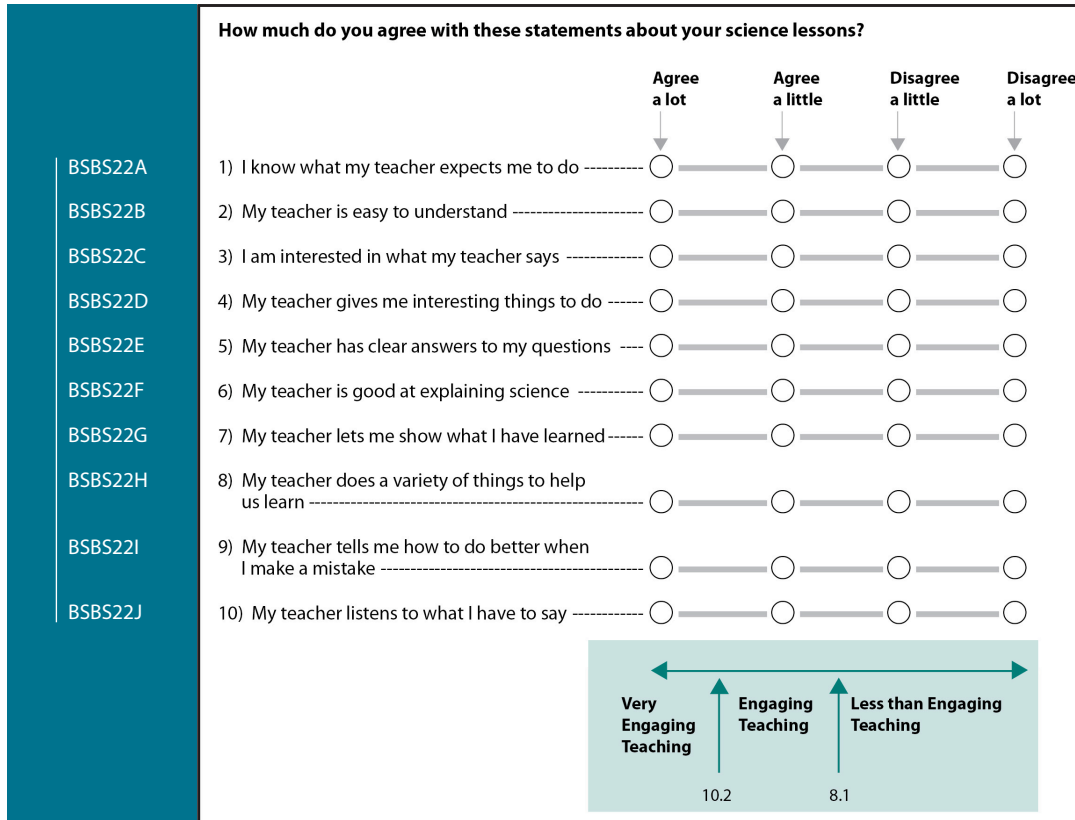 How much do you agree with these statements about your science lessons?
Agree a lot
Agree a little
Disagree a little
Disagree a lot
BSBS22A 1) I know what my teacher expects me to do
BSBS22B 2) My teacher is easy to understand
BSBS22C 3) I am interested in what my teacher says
BSBS22D 4) My teacher gives me interesting things to do
BSBS22E 5) My teacher has clear answers to my questions
BSBS22F 6) My teacher is good at explaining science
BSBS22G 7) My teacher lets me show what I have learned
BSBS22H 8) My teacher does a variety of things to help
us learn
BSBS22I 9) My teacher tells me how to do better when
I make a mistake
BSBS22J 10) My teacher listens to what I have to say
Very
Engaging
Teaching
Engaging
Teaching
Less than Engaging
Teaching
10.2
8.1